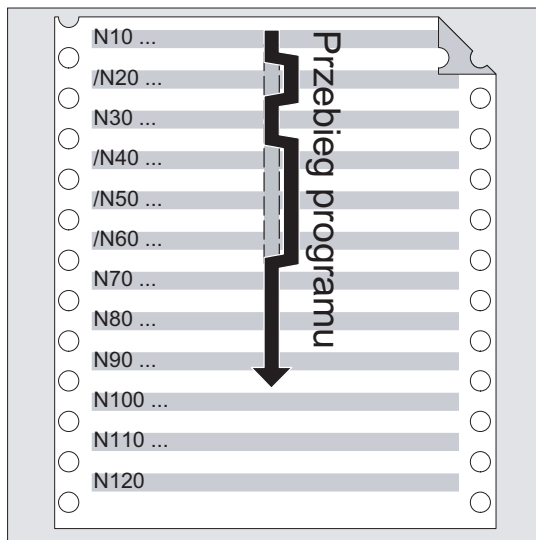 N10 ...
/N20 ...
N30 ...
/N40 ...
/N50 ...
/N60 ...
N70 ...
N80 ...
N90 ...
N100 ...
N110 ...
N120
Przebieg programu